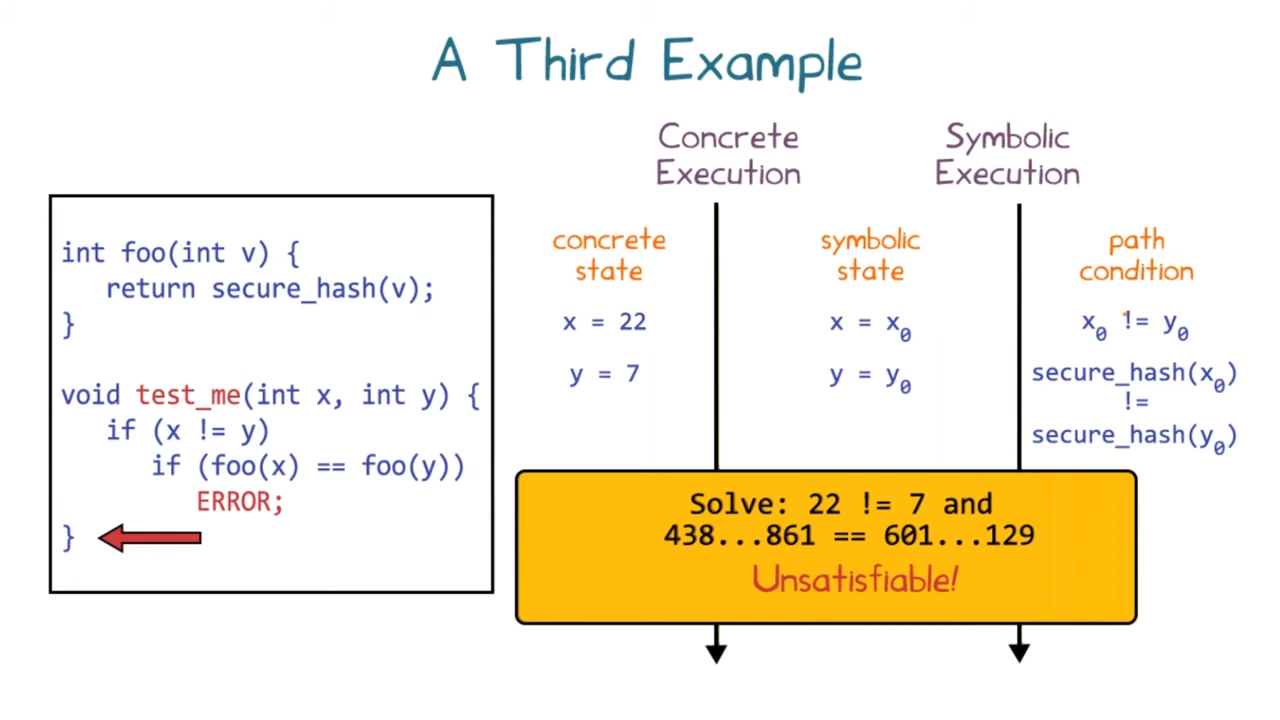 A Third Example
Concrete
Execution
Symbolic
Execution
int foo(int v) {
return secure_hash(v);
}
void test_me(int x, int y) {
if (x != y)
if (foo(x) == foo(y))
ERROR;
}
concrete
state
x = 22
y = 7
symbolic
state
x = x₀
y = y₀
path
condition
x₀ != y₀
secure_hash(x₀)
!=
secure_hash(y₀)
Solve: 22 != 7 and
438...861 == 601...129
Unsatisfiable!